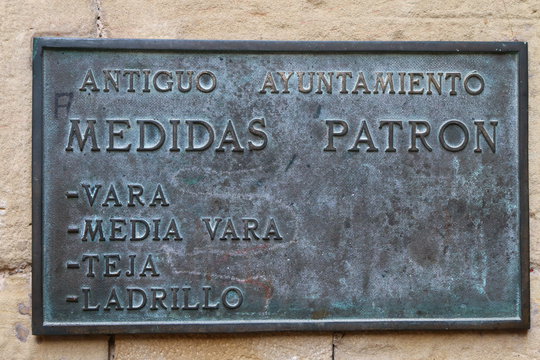 ANTIGUO AYUNTAMIENTO
MEDIDAS PATRON
-VARA
-MEDIA VARA
-TEJA
-LADRILLO